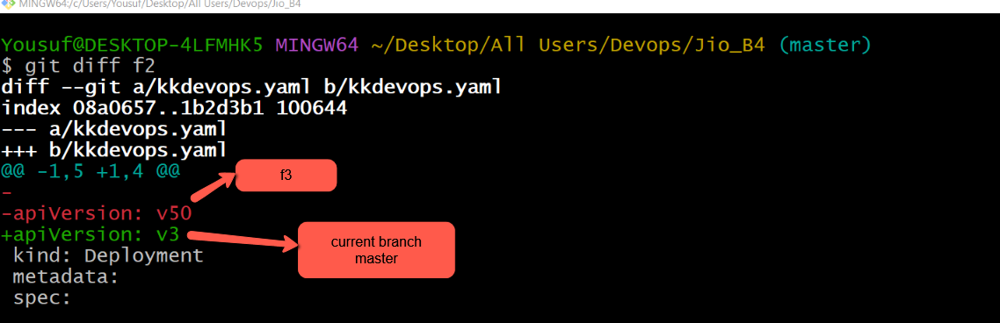 MINGW64:/c/Users/Yousuf/Desktop/All Users/Devops/Jio_B4
Yousuf@DESKTOP-4LFMHK5 MINGW64 ~/Desktop/All Users/Devops/Jio_B4 (master)
$ git diff f2
diff --git a/kkdevops.yaml b/kkdevops.yaml
index 08a0657..1b2d3b1 100644
--- a/kkdevops.yaml
+++ b/kkdevops.yaml
@@ -1,5 +1,4 @@
f3
-
-apiVersion: v50
+apiVersion: v3
current branch
master
kind: Deployment
metadata:
spec: